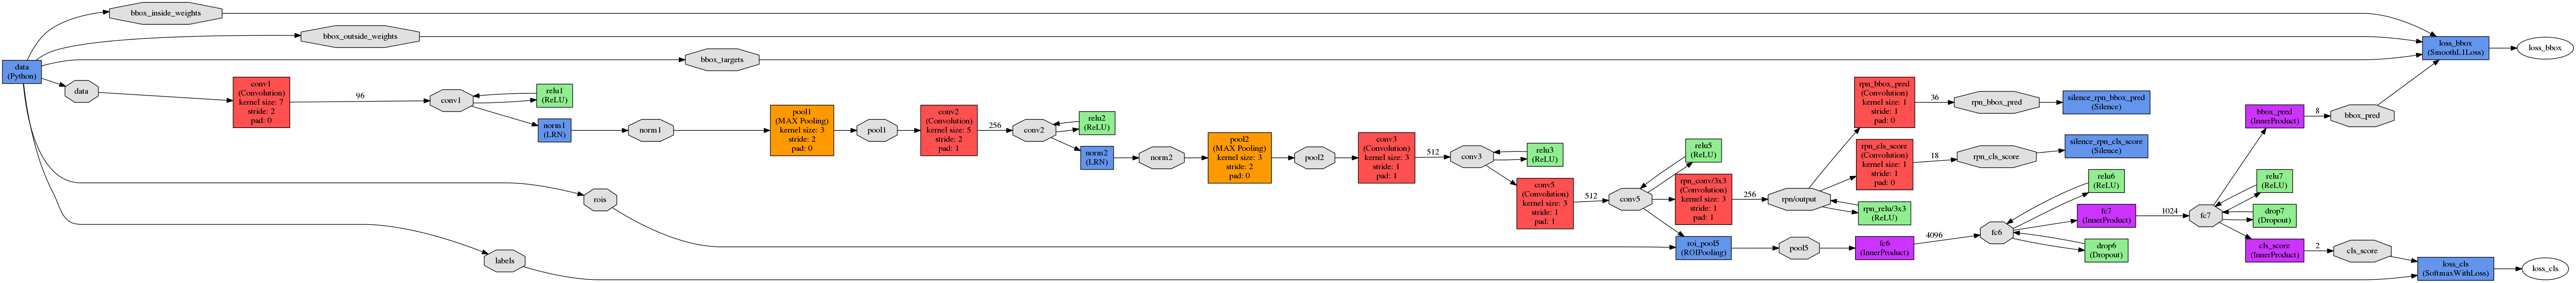 bbox_inside_weights
bbox_outside_weights
bbox_targets
data
(Python)
data
conv1
(Convolution)
kernel size: 7
stride: 2
pad: 0
96
conv1
relu1
(ReLU)
norm1
(LRN)
norm1
pool1
(MAX Pooling)
kernel size: 3
stride: 2
pad: 0
pool1
conv2
(Convolution)
kernel size: 5
stride: 2
pad: 1
256
conv2
relu2
(ReLU)
norm2
(LRN)
norm2
pool2
(MAX Pooling)
kernel size: 3
stride: 2
pad: 0
pool2
conv3
(Convolution)
kernel size: 3
stride: 1
pad: 1
512
conv3
relu3
(ReLU)
conv5
(Convolution)
kernel size: 3
stride: 1
pad: 1
512
conv5
relu5
(ReLU)
rpn_conv/3x3
(Convolution)
kernel size: 3
stride: 1
pad: 1
256
rpn/output
rpn_bbox_pred
(Convolution)
kernel size: 1
stride: 1
pad: 0
36
rpn_bbox_pred
silence_rpn_bbox_pred
(Silence)
rpn_cls_score
(Convolution)
kernel size: 1
stride: 1
pad: 0
18
rpn_cls_score
silence_rpn_cls_score
(Silence)
rpn_relu/3x3
(ReLU)
rois
roi_pool5
(ROIPooling)
pool5
fc6
(InnerProduct)
4096
fc6
relu6
(ReLU)
fc7
(InnerProduct)
drop6
(Dropout)
1024
fc7
relu7
(ReLU)
drop7
(Dropout)
bbox_pred
(InnerProduct)
8
bbox_pred
loss_bbox
(SmoothL1Loss)
loss_bbox
cls_score
(InnerProduct)
2
cls_score
labels
loss_cls
(SoftmaxWithLoss)
loss_cls